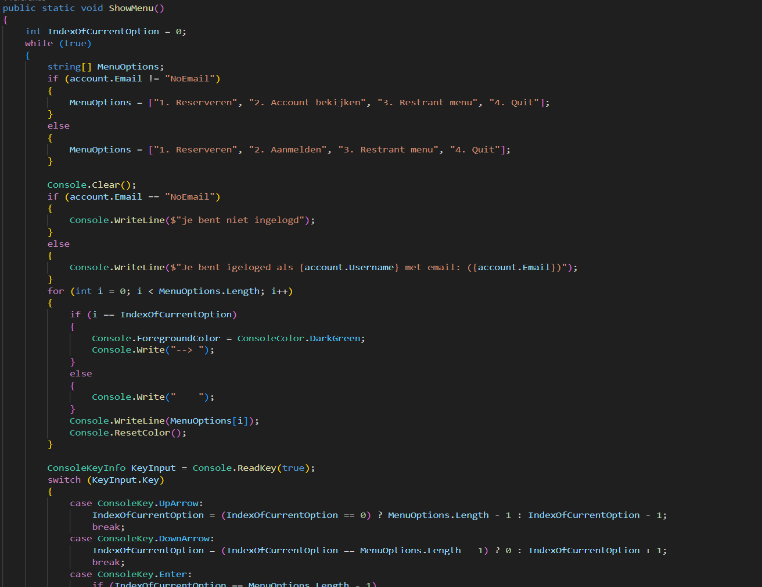 public static void ShowMenu()
{
int IndexOfCurrentOption = 0;
while (true)
{
string[] MenuOptions;
if (account.Email != "NoEmail")
{
MenuOptions = ["1. Reserveren", "2. Account bekijken", "3. Restrant menu", "4. Quit"];
}
else
{
MenuOptions = ["1. Reserveren", "2. Aanmelden", "3. Restrant menu", "4. Quit"];
}
Console.Clear();
if (account.Email == "NoEmail")
{
Console.WriteLine($"je bent niet ingelogd");
}
else
{
Console.WriteLine($"Je bent igeloged als {account.Username} met email: ({account.Email})");
}
for (int i = 0; i < MenuOptions.Length; i++)
{
if (i == IndexOfCurrentOption)
{
Console.ForegroundColor = ConsoleColor.DarkGreen;
Console.Write("--> ");
}
else
{
Console.Write("    ");
}
Console.WriteLine(MenuOptions[i]);
Console.ResetColor();
}
ConsoleKeyInfo KeyInput = Console.ReadKey(true);
switch (KeyInput.Key)
{
case ConsoleKey.UpArrow:
IndexOfCurrentOption = (IndexOfCurrentOption == 0) ? MenuOptions.Length - 1 : IndexOfCurrentOption - 1;
break;
case ConsoleKey.DownArrow:
IndexOfCurrentOption = (IndexOfCurrentOption == MenuOptions.Length - 1) ? 0 : IndexOfCurrentOption + 1;
break;
case ConsoleKey.Enter:
if (IndexOfCurrentOption == MenuOptions.Length - 1)